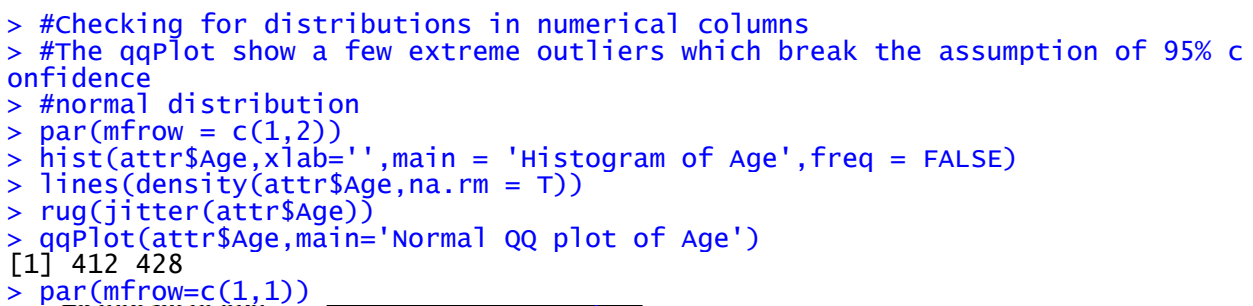 > #Checking for distributions in numerical columns
> #The qqPlot show a few extreme outliers which break the assumption of 95% c
onfidence
> #normal distribution
> par(mfrow = c(1,2))
> hist(attr$Age,xlab='',main = 'Histogram of Age',freq = FALSE)
> lines(density(attr$Age,na.rm = T))
> rug(jitter(attr$Age))
> qqPlot(attr$Age,main='Normal QQ plot of Age')
[1] 412 428
> par(mfrow=c(1,1))